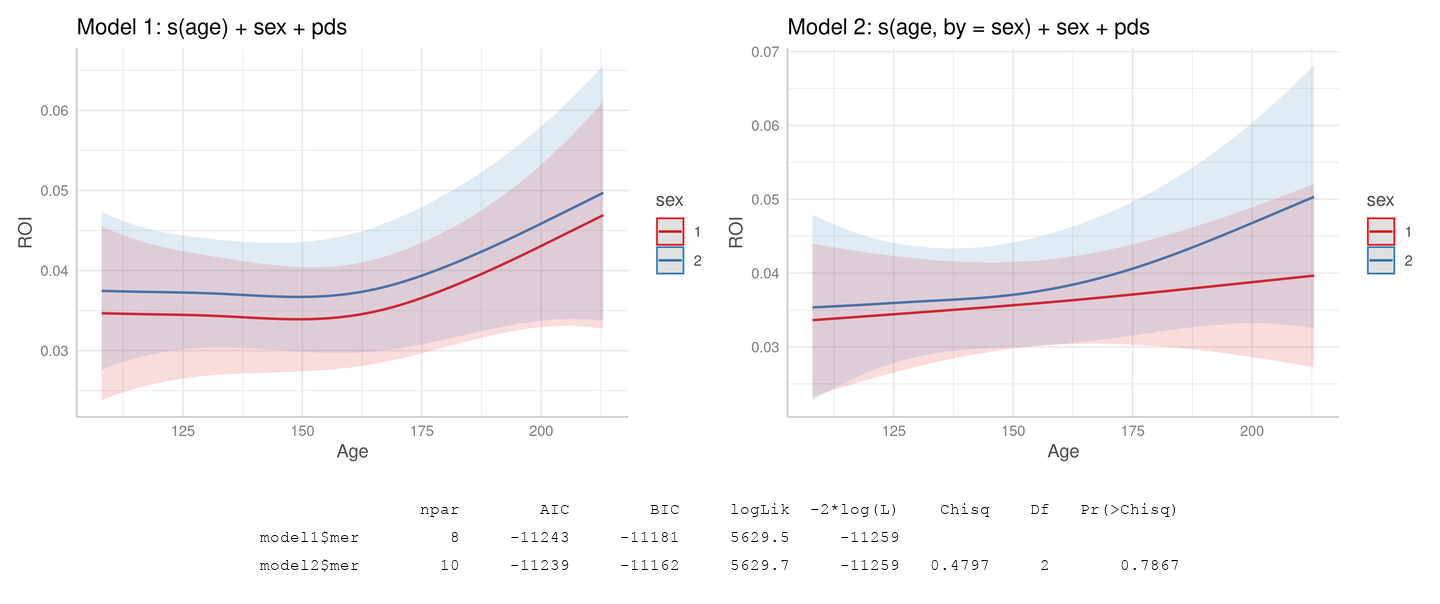 Model 1: s(age) + sex + pds
0.06
0.05
0.04
0.03
ROI
125 150 175 200
Age
sex
1
2
Model 2: s(age, by = sex) + sex + pds
0.07
0.06
0.05
0.04
0.03
ROI
125 150 175 200
Age
sex
1
2
npar AIC BIC logLik -2*log(L) Chisq Df Pr(>Chisq)
model1$mer 8 -11243 -11181 5629.5 -11259
model2$mer 10 -11239 -11162 5629.7 -11259 0.4797 2 0.7867